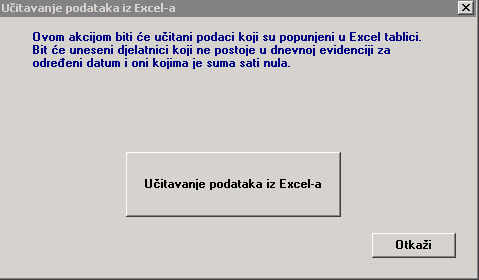 Učitavanje podataka iz Excel-a
Ovom akcijom biti će učitani podaci koji su popunjeni u Excel tablici.
Bit će uneseni djelatnici koji ne postoje u dnevnoj evidenciji za
određeni datum i oni kojima je suma sati nula.
Učitavanje podataka iz Excel-a
Otkaži